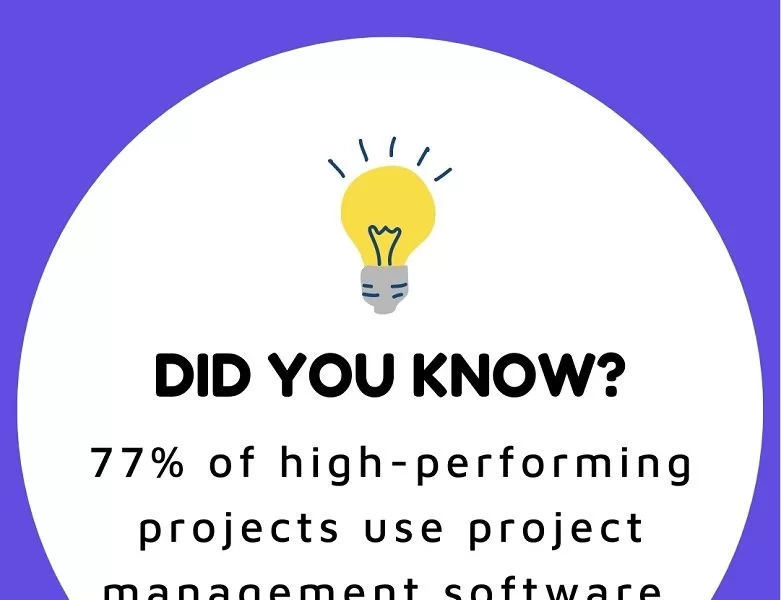 DID YOU KNOW?
77% of high-performing
projects use project
management software